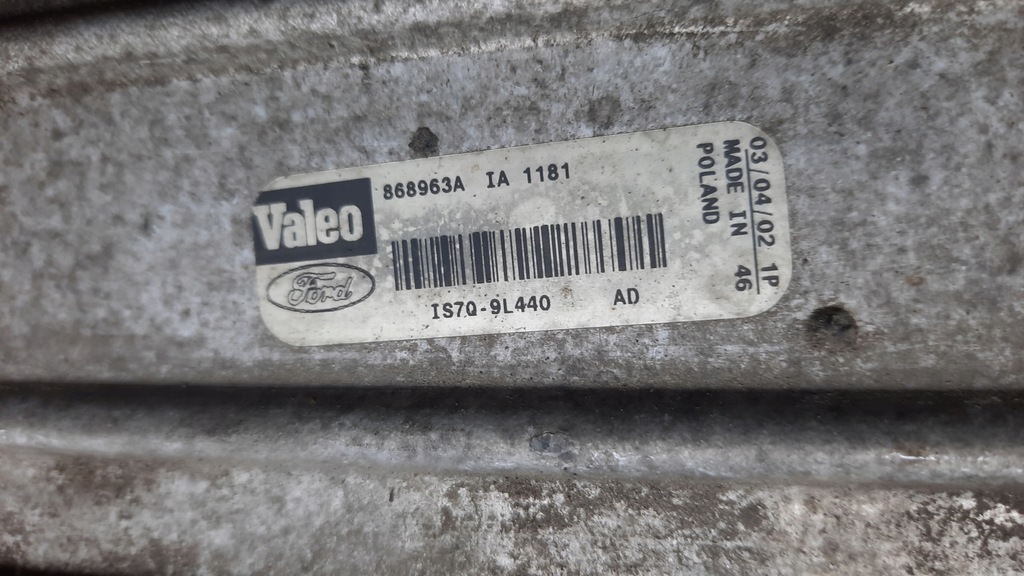 Valeo
868963A IA 1181
Ford
IS7Q-9L440 AD
03/04/02 1P
MADE IN 46
POLAND